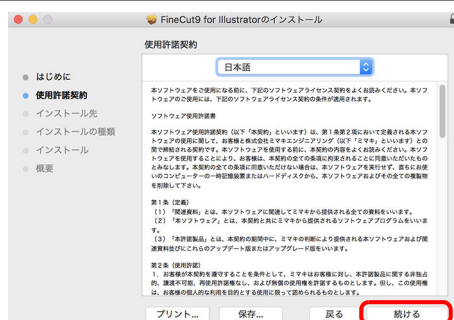 FineCut9 for Illustratorのインストール
使用許諾契約
日本語
はじめに
使用許諾契約
インストール先
インストールの種類
インストール
概要
本ソフトウェアをご使用になる前に、下記のソフトウェアライセンス契約をよくお読みください。本ソフ
トウェアのご使用には、下記のソフトウェアライセンス契約の条件が適用されます。
ソフトウェア使用許諾書
本ソフトウェア使用許諾契約（以下「本契約」といいます）は、第１条第２項において定義される本ソフ
トウェアの使用に関して、お客様と株式会社ミマキエンジニアリング（以下「ミマキ」といいます）との
間で締結される契約です。本ソフトウェアを使用する前に、本契約の内容をよくお読みください。本ソフ
トウェアを使用することにより、お客様は、本契約の全ての条項に拘束されることに同意いただいたもの
とみなします。本契約の全ての条項に同意いただけない場合は、本ソフトウェアを実行せず、直ちにお使
いのコンピューターの一時記憶装置またはハードディスクから、本ソフトウェアおよびその全ての複製物
を削除して下さい。
第１条（定義）
（１）「関連資料」とは、本ソフトウェアに関連してミマキから提供される全ての資料をいいます。
（２）「本ソフトウェア」とは、本契約と共にミマキから提供されるソフトウェアプログラムをいいま
す。
（３）「本許諾製品」とは、本契約の期間中に、ミマキの判断により提供される本ソフトウェアおよび関
連資料並びにこれらのアップデート版またはアップグレード版をいいます。
第２条（使用許諾）
１．お客様が本契約を遵守することを条件として、ミマキはお客様に対し、本許諾製品に関する非独占
的、譲渡不可能、再使用許諾権なし、および無償の使用権を許諾するものとします。但し、この使用権
は、お客様の個人的な利用を目的とする使用に限って認められるものとします。
プリント...
保存...
戻る
続ける